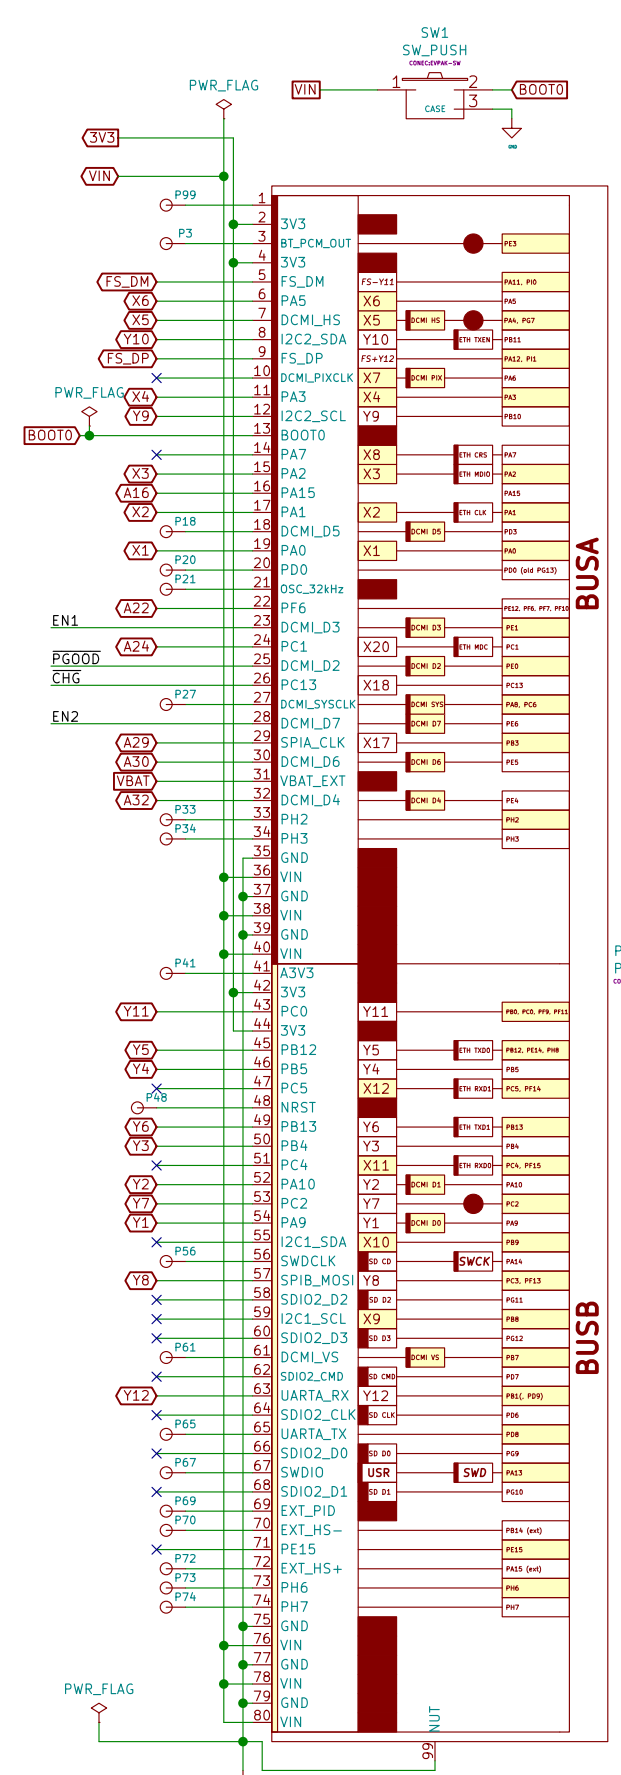 SW1
SW_PUSH
CONEC:EVPAK-SW
PWR_FLAG
VIN 1 2 BOOT0
CASE 3
GND
3V3
VIN
P99 1
2 3V3
P3 3 BT_PCM_OUT PE3
4 3V3
FS_DM 5 FS_DM FS-Y11 PA11, PI0
X6 6 PA5 X6 PA5
X5 7 DCMI_HS X5 DCMI HS PA4, PG7
Y10 8 I2C2_SDA Y10 ETH TXEN PB11
FS_DP 9 FS_DP FS+Y12 PA12, PI1
10 DCMI_PIXCLK X7 DCMI PIX PA6
PWR_FLAG
X4 11 PA3 X4 PA3
Y9 12 I2C2_SCL Y9 PB10
BOOT0 13 BOOT0
14 PA7 X8 ETH CRS PA7
X3 15 PA2 X3 ETH MDIO PA2
A16 16 PA15 PA15
X2 17 PA1 X2 ETH CLK PA1
P18 18 DCMI_D5 DCMI D5 PD3
X1 19 PA0 X1 PA0
P20 20 PD0 PD0 (old PG13)
P21 21 OSC_32kHz
BUSA
A22 22 PF6 PE12, PF6, PF7, PF10
EN1 23 DCMI_D3 DCMI D3 PE1
A24 24 PC1 X20 ETH MDC PC1
PGOOD 25 DCMI_D2 DCMI D2 PE0
CHG 26 PC13 X18 PC13
P27 27 DCMI_SYSCLK DCMI SYS PA8, PC6
EN2 28 DCMI_D7 DCMI D7 PE6
A29 29 SPIA_CLK X17 PB3
A30 30 DCMI_D6 DCMI D6 PE5
VBAT 31 VBAT_EXT
A32 32 DCMI_D4 DCMI D4 PE4
P33 33 PH2 PH2
P34 34 PH3 PH3
35 GND
36 VIN
37 GND
38 VIN
39 GND
40 VIN
P
P
CO
P41 41 A3V3
42 3V3
Y11 43 PC0 Y11 PB0, PC0, PF9, PF11
44 3V3
Y5 45 PB12 Y5 ETH TXD0 PB12, PE14, PH8
Y4 46 PB5 Y4 PB5
47 PC5 X12 ETH RXD1 PC5, PF14
P48 48 NRST
Y6 49 PB13 Y6 ETH TXD1 PB13
Y3 50 PB4 Y3 PB4
51 PC4 X11 ETH RXD0 PC4, PF15
Y2 52 PA10 Y2 DCMI D1 PA10
Y7 53 PC2 Y7 PC2
Y1 54 PA9 Y1 DCMI D0 PA9
55 I2C1_SDA X10 PB9
P56 56 SWDCLK SD CD SWCK PA14
Y8 57 SPIB_MOSI Y8 PC3, PF13
58 SDIO2_D2 SD D2 PG11
59 I2C1_SCL X9 PB8
60 SDIO2_D3 SD D3 PG12
BUSB
P61 61 DCMI_VS DCMI VS PB7
62 SDIO2_CMD SD CMD PD7
Y12 63 UARTA_RX Y12 PB1(, PD9)
64 SDIO2_CLK SD CLK PD6
P65 65 UARTA_TX PD8
66 SDIO2_D0 SD D0 PG9
P67 67 SWDIO USR SWD PA13
68 SDIO2_D1 SD D1 PG10
P69 69 EXT_PID
P70 70 EXT_HS- PB14 (ext)
71 PE15 PE15
P72 72 EXT_HS+ PA15 (ext)
P73 73 PH6 PH6
P74 74 PH7 PH7
75 GND
76 VIN
77 GND
78 VIN
PWR_FLAG
79 GND
80 VIN
NUT
99